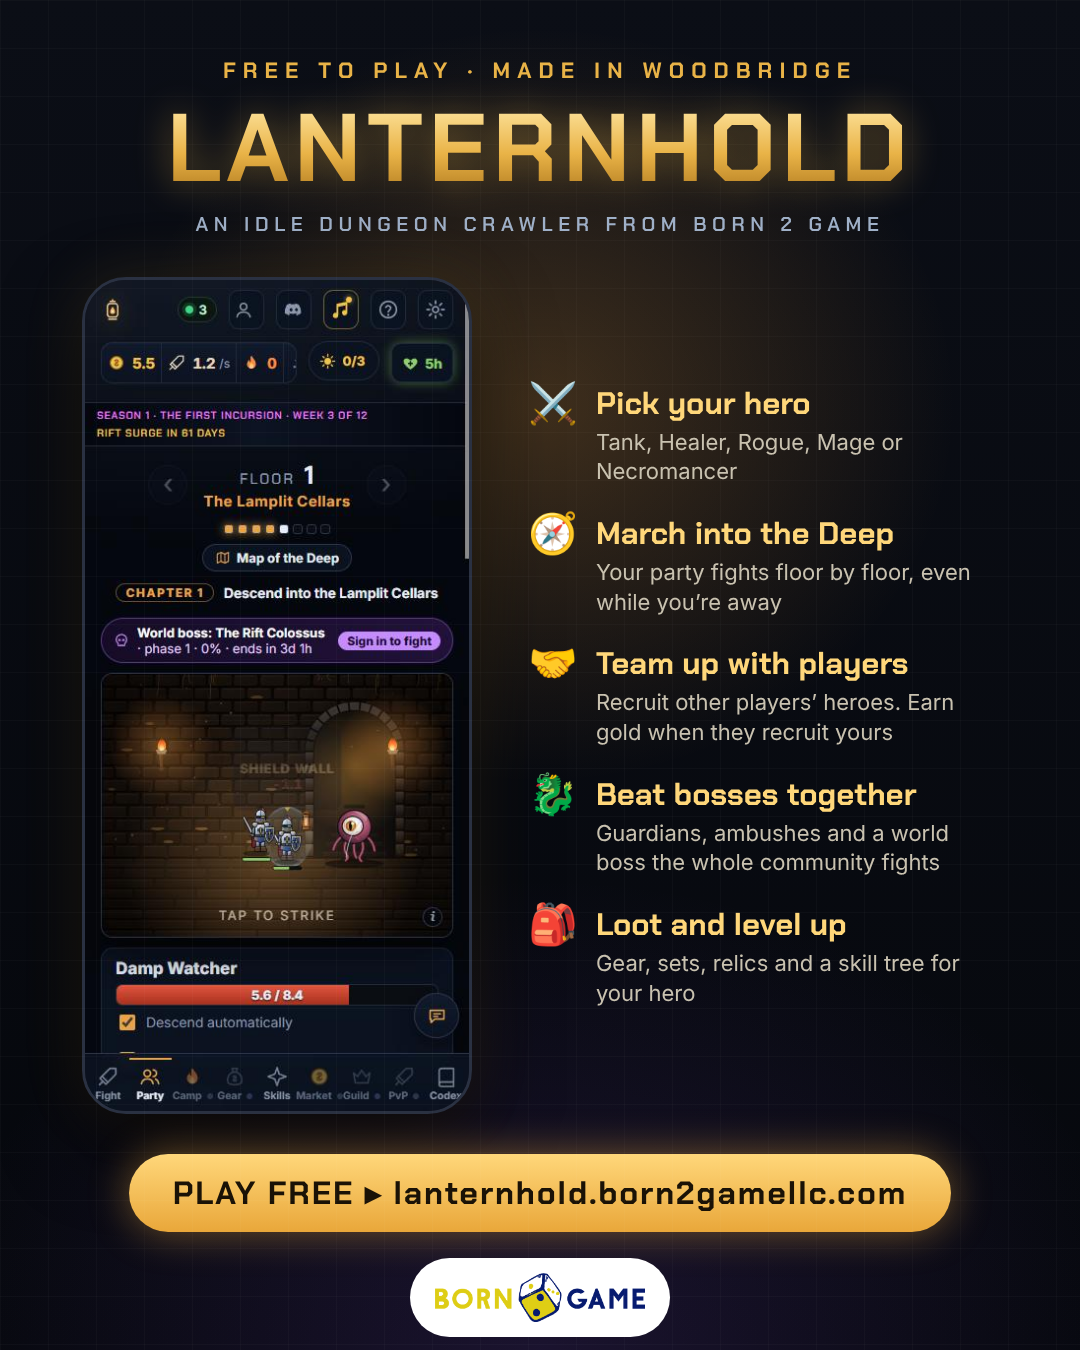 FREE TO PLAY · MADE IN WOODBRIDGE
LANTERNHOLD
AN IDLE DUNGEON CRAWLER FROM BORN 2 GAME
3
5.5
1.2 /s
0
0/3
5h
SEASON 1 · THE FIRST INCURSION · WEEK 3 OF 12
RIFT SURGE IN 61 DAYS
FLOOR 1
The Lamplit Cellars
Map of the Deep
CHAPTER 1 Descend into the Lamplit Cellars
World boss: The Rift Colossus
· phase 1 · 0% · ends in 3d 1h
Sign in to fight
SHIELD WALL
TAP TO STRIKE
i
Damp Watcher
5.6 / 8.4
Descend automatically
Fight Party Camp Gear Skills Market Guild PvP Codex
⚔️ Pick your hero
Tank, Healer, Rogue, Mage or
Necromancer
🧭 March into the Deep
Your party fights floor by floor, even
while you’re away
🤝 Team up with players
Recruit other players’ heroes. Earn
gold when they recruit yours
🐉 Beat bosses together
Guardians, ambushes and a world
boss the whole community fights
🎒 Loot and level up
Gear, sets, relics and a skill tree for
your hero
PLAY FREE ▸ lanternhold.born2gamellc.com
BORN GAME